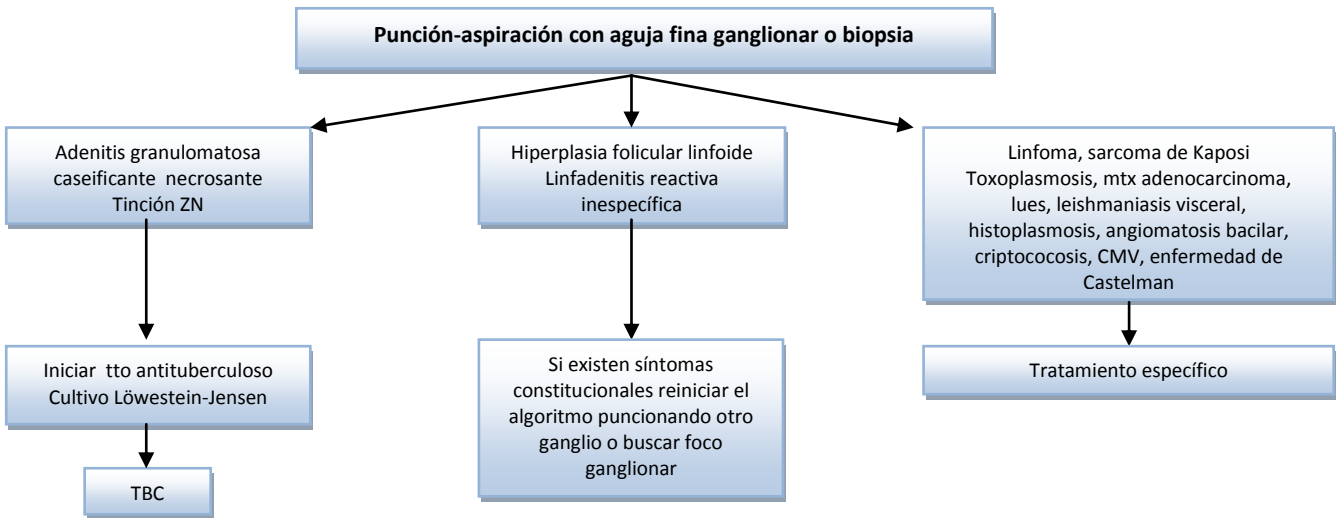 Punción-aspiración con aguja fina ganglionar o biopsia
Adenitis granulomatosa
caseificante necrosante
Tinción ZN
Hiperplasia folicular linfoide
Linfadenitis reactiva
inespecífica
Linfoma, sarcoma de Kaposi
Toxoplasmosis, mtx adenocarcinoma,
lues, leishmaniasis visceral,
histoplasmosis, angiomatosis bacilar,
criptococosis, CMV, enfermedad de
Castelman
Iniciar tto antituberculoso
Cultivo Löwestein-Jensen
Si existen síntomas
constitucionales reiniciar el
algoritmo puncionando otro
ganglio o buscar foco
ganglionar
Tratamiento específico
TBC